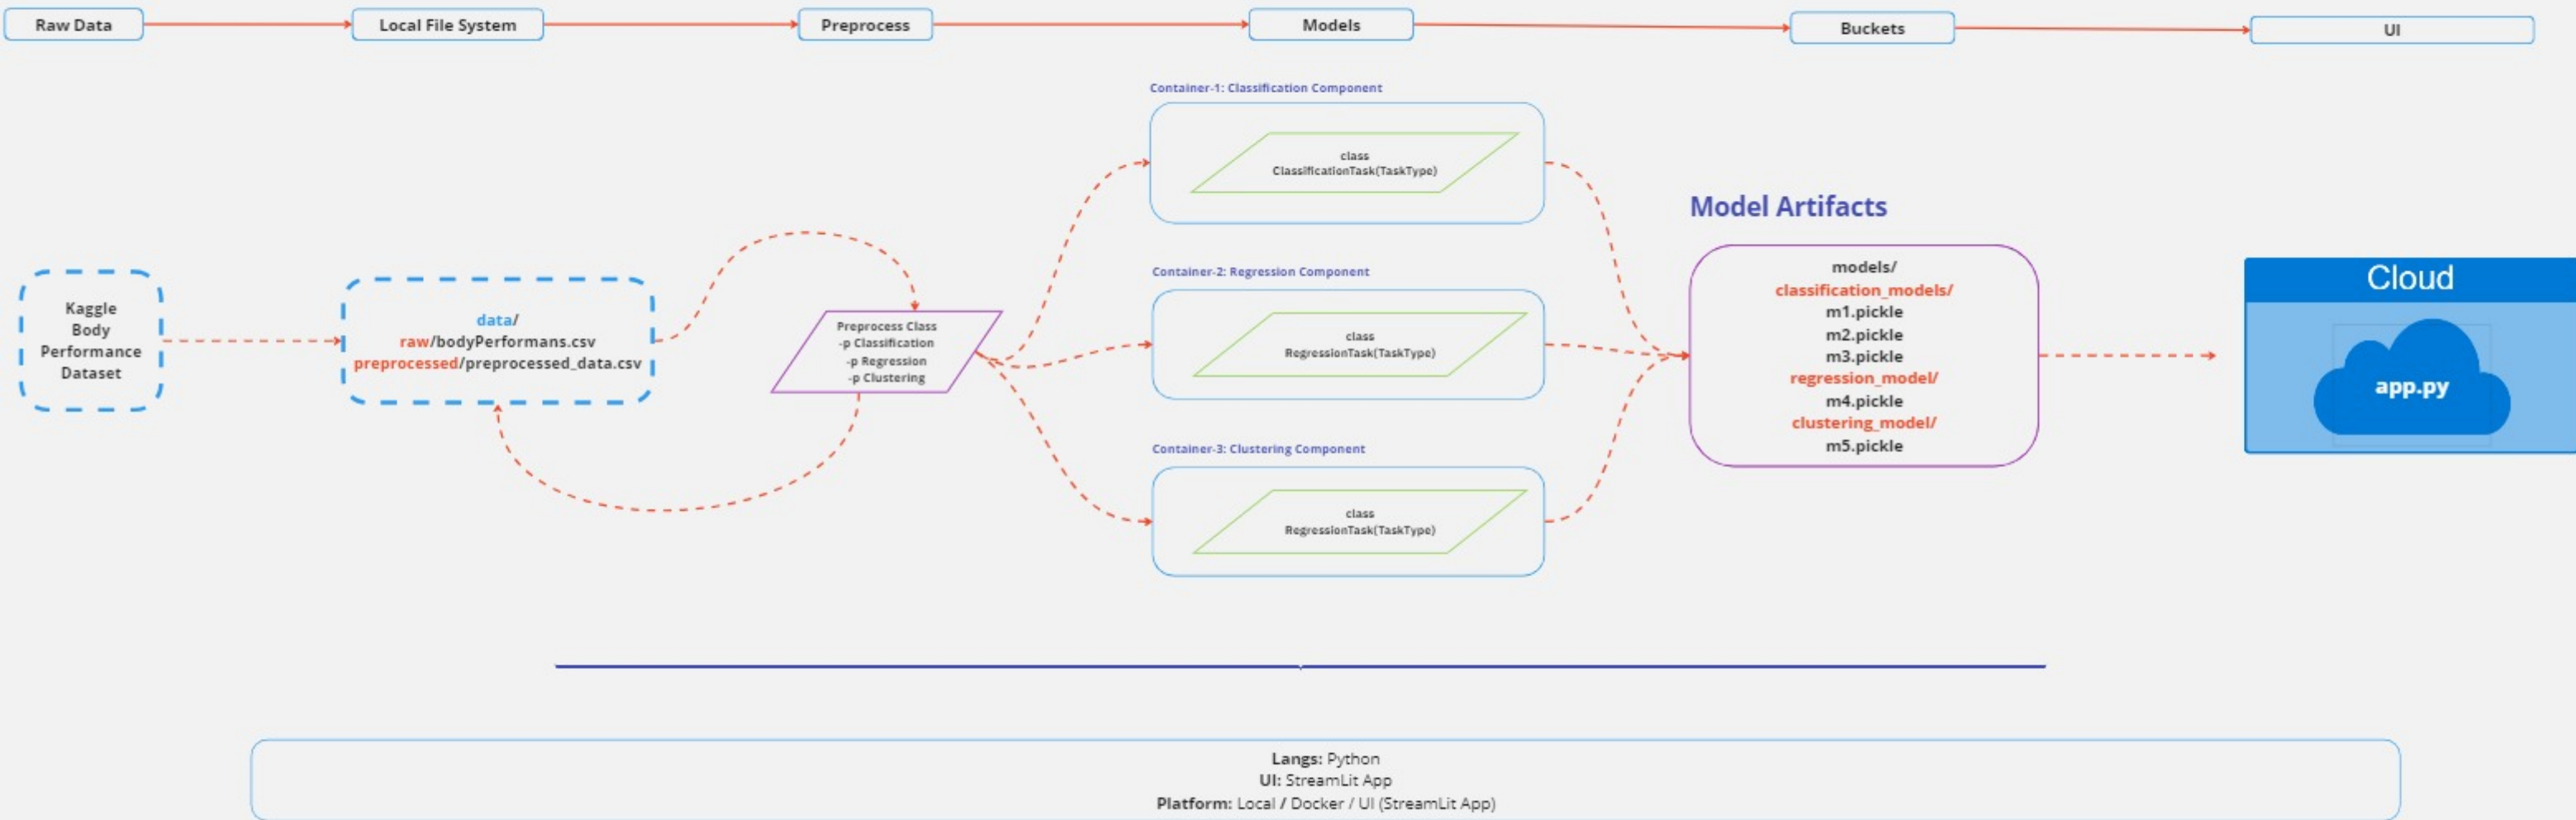 Raw Data
Local File System
Preprocess
Models
Buckets
UI
Kaggle
Body
Performance
Dataset
data/
raw/bodyPerformans.csv
preprocessed/preprocessed_data.csv
Preprocess Class
-p Classification
-p Regression
-p Clustering
Container-1: Classification Component
class
ClassificationTask(TaskType)
Container-2: Regression Component
class
RegressionTask(TaskType)
Container-3: Clustering Component
class
RegressionTask(TaskType)
Model Artifacts
models/
classification_models/
m1.pickle
m2.pickle
m3.pickle
regression_model/
m4.pickle
clustering_model/
m5.pickle
Cloud
app.py
Langs: Python
UI: StreamLit App
Platform: Local / Docker / UI (StreamLit App)